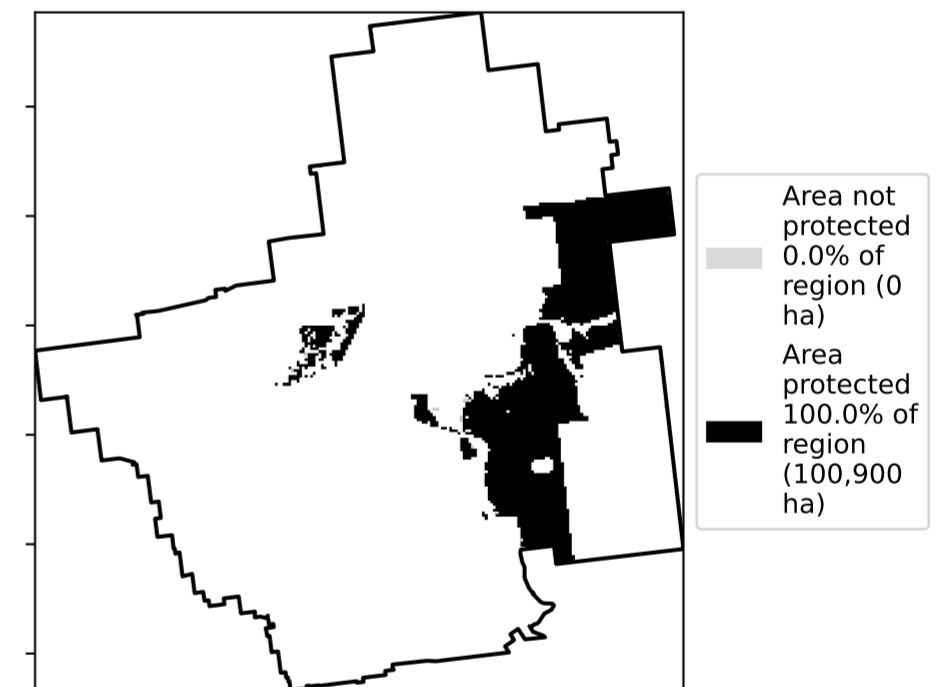 Area not
protected
0.0% of
region (0
ha)
Area
protected
100.0% of
region
(100,900
ha)